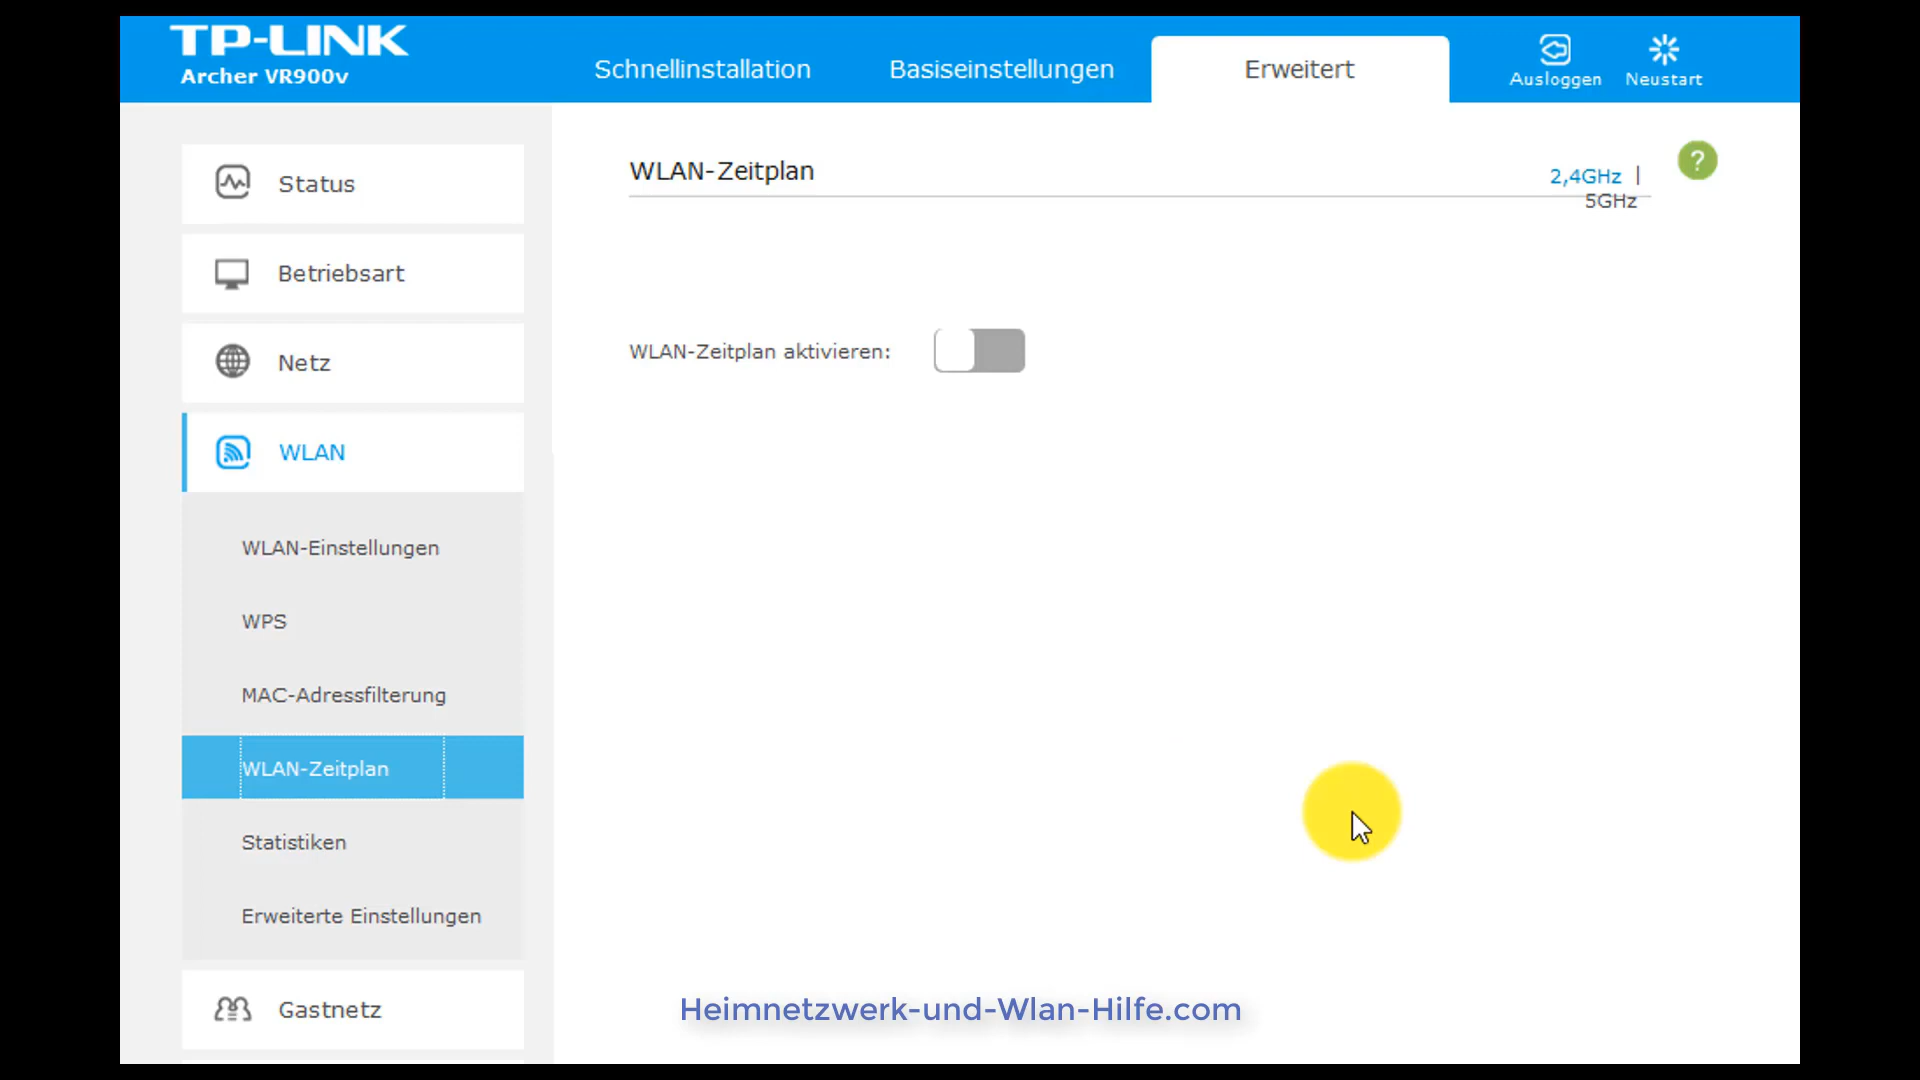 TP-LINK
Archer VR900v
Schnellinstallation
Basiseinstellungen
Erweitert
Ausloggen
Neustart
Status
Betriebsart
Netz
WLAN
WLAN-Einstellungen
WPS
MAC-Adressfilterung
WLAN-Zeitplan
Statistiken
Erweiterte Einstellungen
Gastnetz
WLAN-Zeitplan
2,4GHz |
5GHz
?
WLAN-Zeitplan aktivieren:
Heimnetzwerk-und-Wlan-Hilfe.com